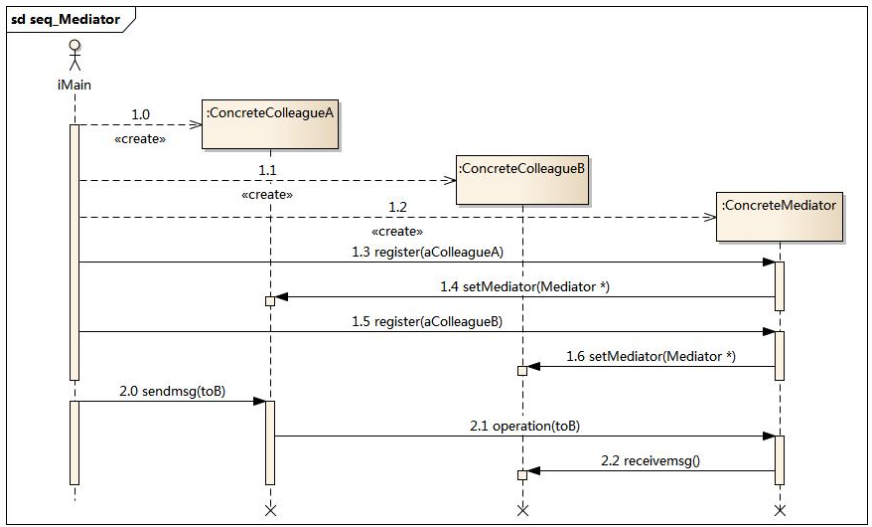 sd seq_Mediator
iMain
1.0
«create»
:ConcreteColleagueA
1.1
«create»
:ConcreteColleagueB
1.2
«create»
:ConcreteMediator
1.3 register(aColleagueA)
1.4 setMediator(Mediator *)
1.5 register(aColleagueB)
1.6 setMediator(Mediator *)
2.0 sendmsg(toB)
2.1 operation(toB)
2.2 receivemsg()